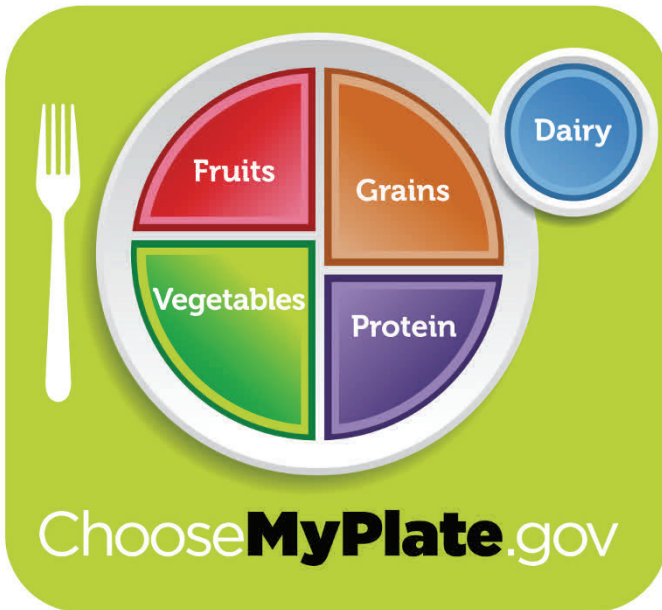 Dairy
Fruits
Grains
Vegetables
Protein
ChooseMyPlate.gov